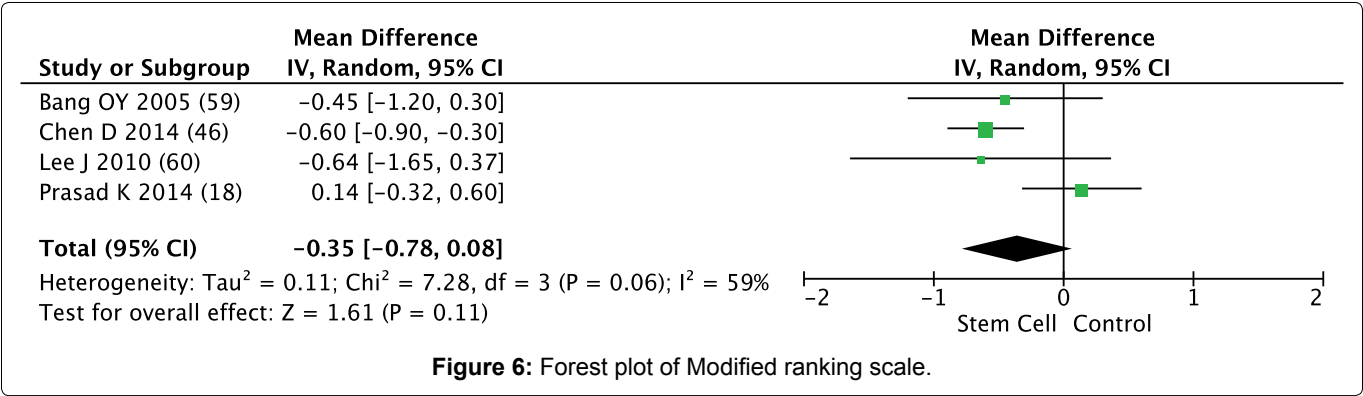 Mean Difference Mean Difference
Study or Subgroup IV, Random, 95% CI IV, Random, 95% CI
Bang OY 2005 (59) −0.45 [−1.20, 0.30]
Chen D 2014 (46) −0.60 [−0.90, −0.30]
Lee J 2010 (60) −0.64 [−1.65, 0.37]
Prasad K 2014 (18) 0.14 [−0.32, 0.60]
Total (95% CI) −0.35 [−0.78, 0.08]
Heterogeneity: Tau² = 0.11; Chi² = 7.28, df = 3 (P = 0.06); I² = 59%
Test for overall effect: Z = 1.61 (P = 0.11)
−2 −1 0 1 2
Stem Cell Control
Figure 6: Forest plot of Modified ranking scale.